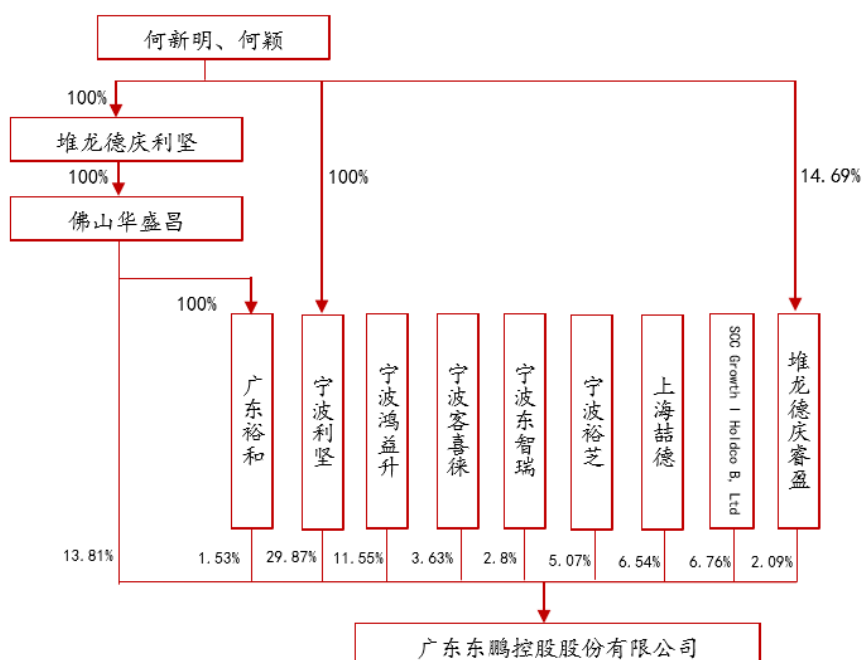 何新明、何颖
100%
堆龙德庆利坚
100%
100%
14.69%
佛山华盛昌
100%
广东裕和
宁波利坚
宁波鸿益升
宁波客喜徕
宁波东智瑞
宁波裕芝
上海喆德
SCC Growth I Holdco B, Ltd
堆龙德庆睿盈
13.81%
1.53%
29.87%
11.55%
3.63%
2.8%
5.07%
6.54%
6.76%
2.09%
广东东鹏控股股份有限公司